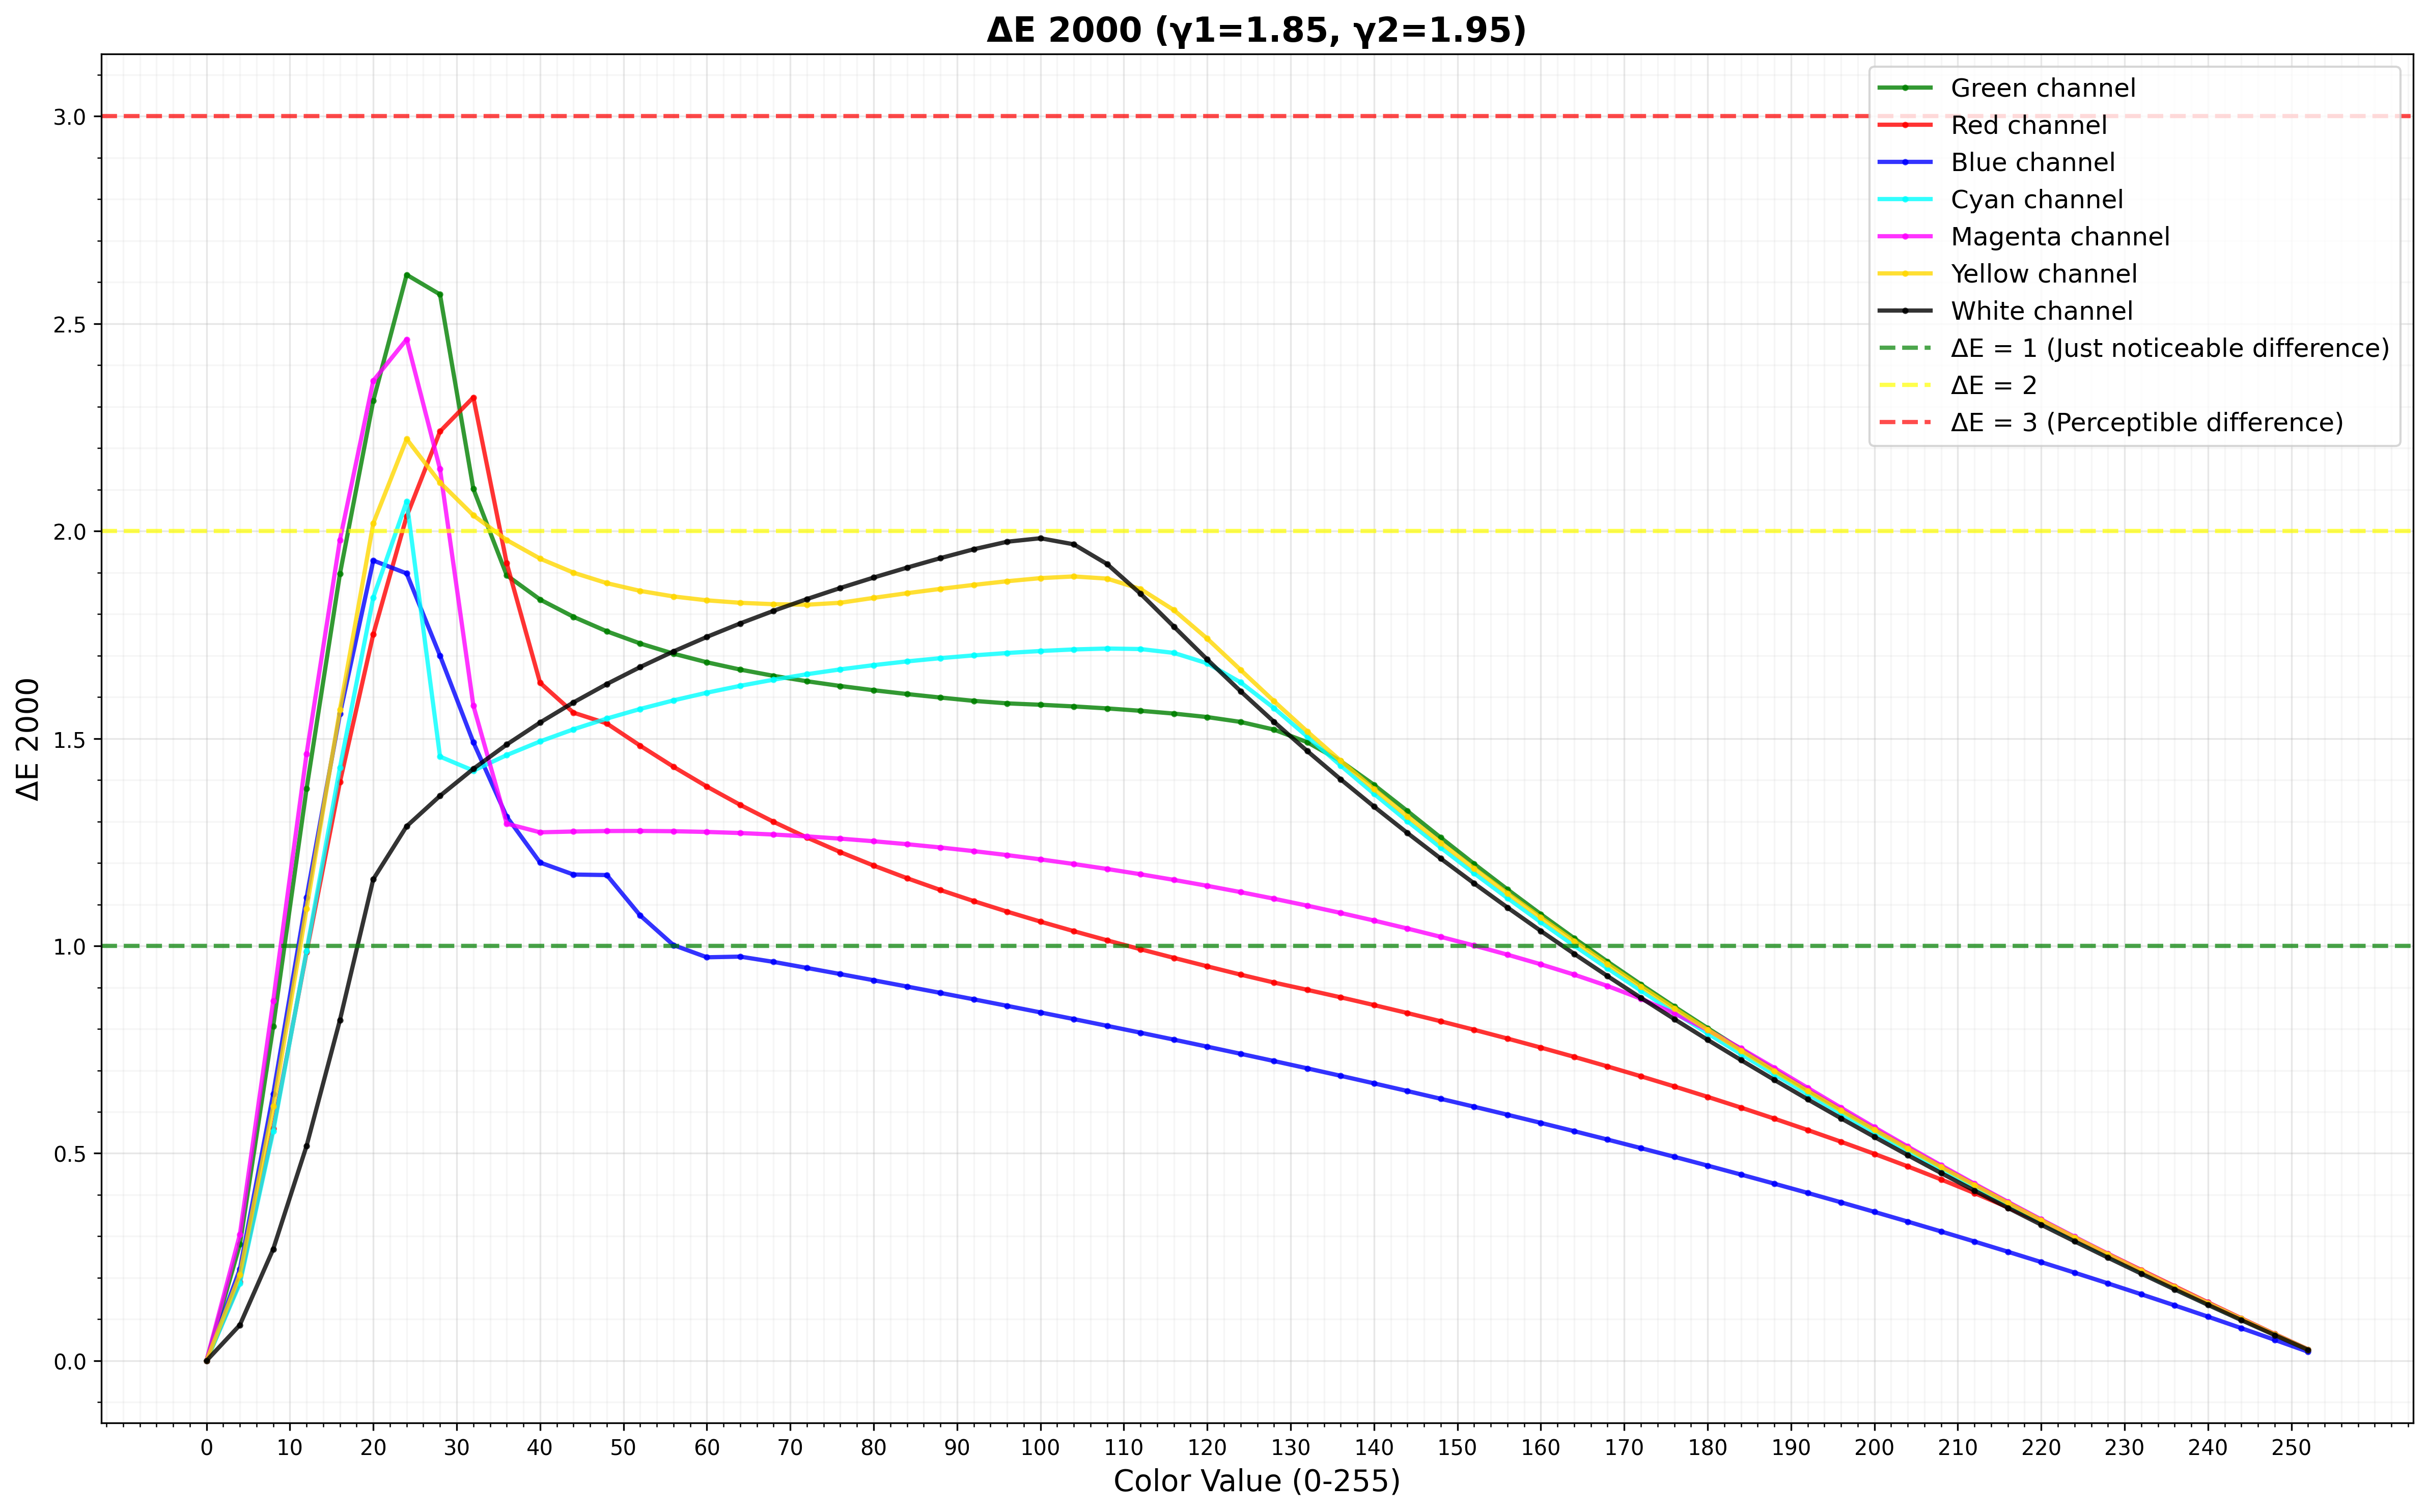 ΔE 2000 (γ1=1.85, γ2=1.95)
Green channel
Red channel
Blue channel
Cyan channel
Magenta channel
Yellow channel
White channel
ΔE = 1 (Just noticeable difference)
ΔE = 2
ΔE = 3 (Perceptible difference)
ΔE 2000
3.0
2.5
2.0
1.5
1.0
0.5
0.0
0 10 20 30 40 50 60 70 80 90 100 110 120 130 140 150 160 170 180 190 200 210 220 230 240 250
Color Value (0-255)